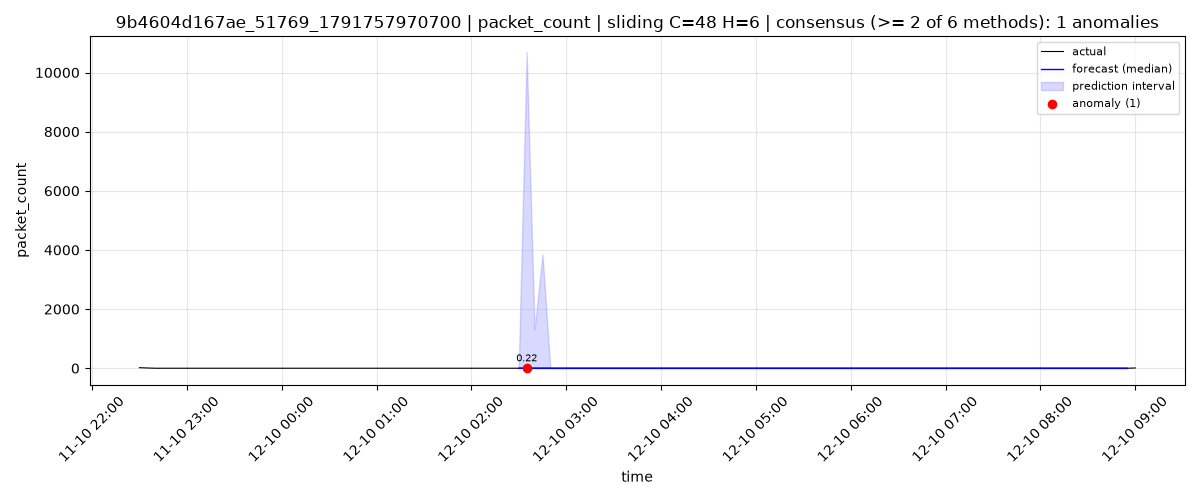 9b4604d167ae_51769_1791757970700 | packet_count | sliding C=48 H=6 | consensus (>= 2 of 6 methods): 1 anomalies
actual
forecast (median)
prediction interval
anomaly (1)
packet_count
10000
8000
6000
4000
2000
0
0.22
11-10 22:00
11-10 23:00
12-10 00:00
12-10 01:00
12-10 02:00
12-10 03:00
12-10 04:00
12-10 05:00
12-10 06:00
12-10 07:00
12-10 08:00
12-10 09:00
time